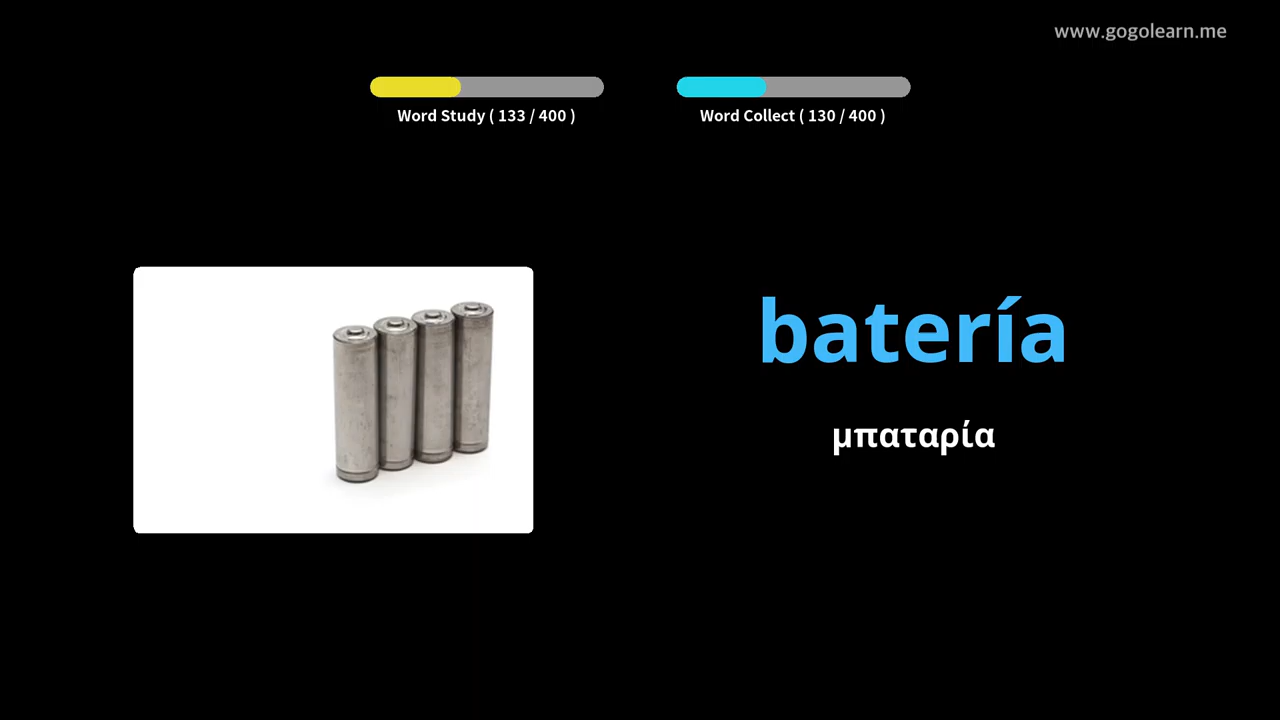 www.gogolearn.me
Word Study ( 133 / 400 )
Word Collect ( 130 / 400 )
batería
μπαταρία